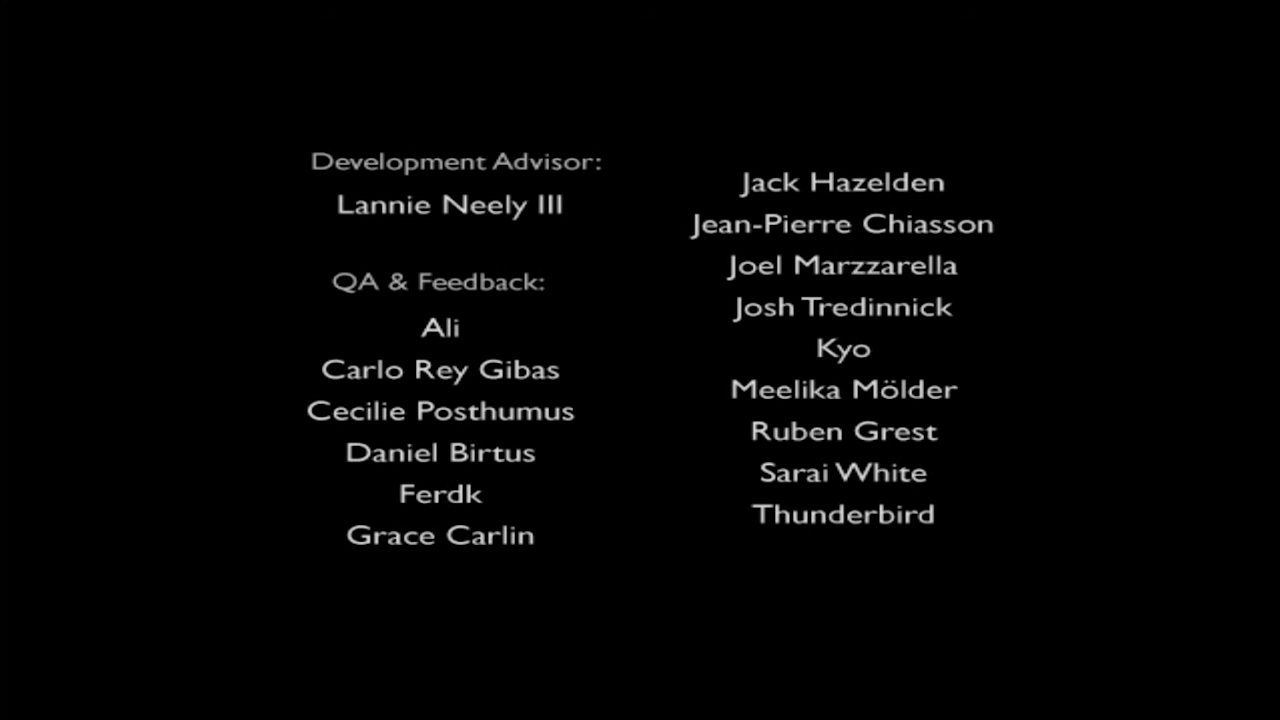 Development Advisor:
Lannie Neely III
QA & Feedback:
Ali
Carlo Rey Gibas
Cecilie Posthumus
Daniel Birtus
Ferdk
Grace Carlin
Jack Hazelden
Jean-Pierre Chiasson
Joel Marzzarella
Josh Tredinnick
Kyo
Meelika Mölder
Ruben Grest
Sarai White
Thunderbird